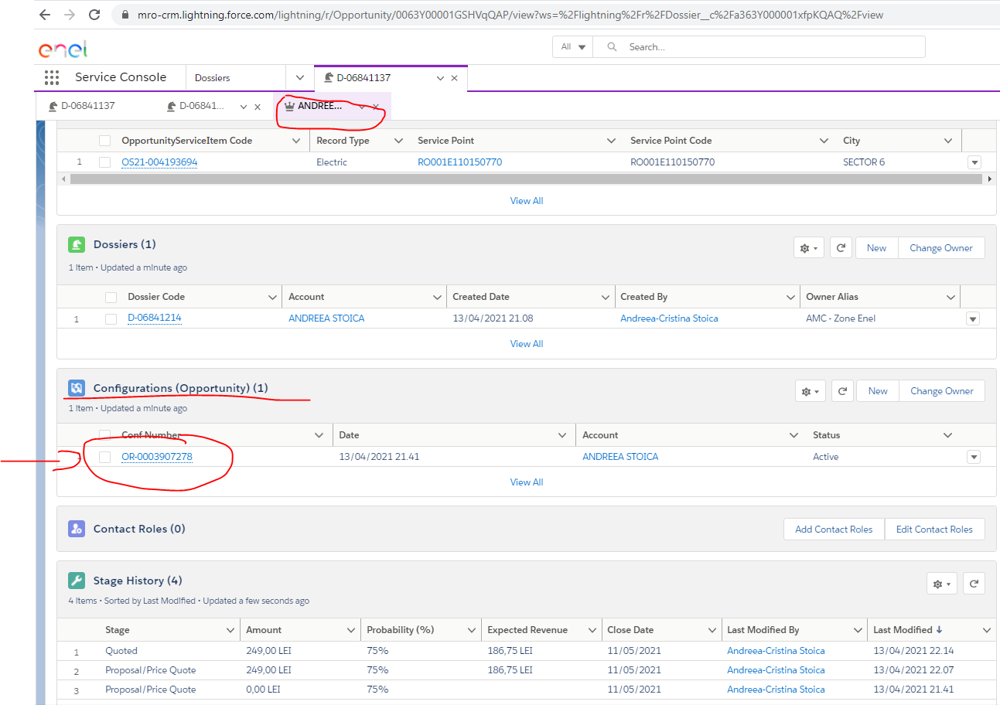 mro-crm.lightning.force.com/lightning/r/Opportunity/0063Y00001GSHVqQAP/view?ws=%2Flightning%2Fr%2FDossier__c%2Fa363Y000001xfpKQAQ%2Fview
enel
All
Search...
Service Console
Dossiers
D-06841137
D-06841137
D-06841...
ANDREE...
OpportunityServiceItem Code Record Type Service Point Service Point Code City
1 OS21-004193694 Electric RO001E110150770 RO001E110150770 SECTOR 6
View All
Dossiers (1)
New Change Owner
1 Item • Updated a minute ago
Dossier Code Account Created Date Created By Owner Alias
1 D-06841214 ANDREEA STOICA 13/04/2021 21.08 Andreea-Cristina Stoica AMC - Zone Enel
View All
Configurations (Opportunity) (1)
New Change Owner
1 Item • Updated a minute ago
Conf Number Date Account Status
OR-0003907278 13/04/2021 21.41 ANDREEA STOICA Active
View All
Contact Roles (0)
Add Contact Roles Edit Contact Roles
Stage History (4)
4 Items • Sorted by Last Modified • Updated a few seconds ago
Stage Amount Probability (%) Expected Revenue Close Date Last Modified By Last Modified
1 Quoted 249,00 LEI 75% 186,75 LEI 11/05/2021 Andreea-Cristina Stoica 13/04/2021 22.14
2 Proposal/Price Quote 249,00 LEI 75% 186,75 LEI 11/05/2021 Andreea-Cristina Stoica 13/04/2021 22.07
3 Proposal/Price Quote 0,00 LEI 75% 11/05/2021 Andreea-Cristina Stoica 13/04/2021 21.41